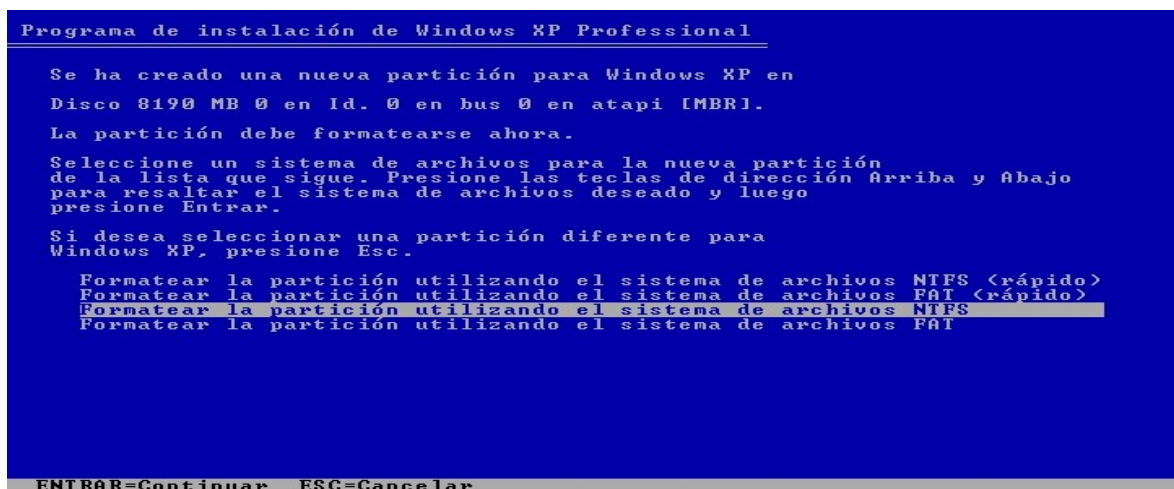 Programa de instalación de Windows XP Professional
Se ha creado una nueva partición para Windows XP en
Disco 8190 MB 0 en Id. 0 en bus 0 en atapi [MBR].
La partición debe formatearse ahora.
Seleccione un sistema de archivos para la nueva partición
de la lista que sigue. Presione las teclas de dirección Arriba y Abajo
para resaltar el sistema de archivos deseado y luego
presione Entrar.
Si desea seleccionar una partición diferente para
Windows XP, presione Esc.
Formatear la partición utilizando el sistema de archivos NTFS (rápido)
Formatear la partición utilizando el sistema de archivos FAT (rápido)
Formatear la partición utilizando el sistema de archivos NTFS
Formatear la partición utilizando el sistema de archivos FAT
ENTRAR=Continuar ESC=Cancelar